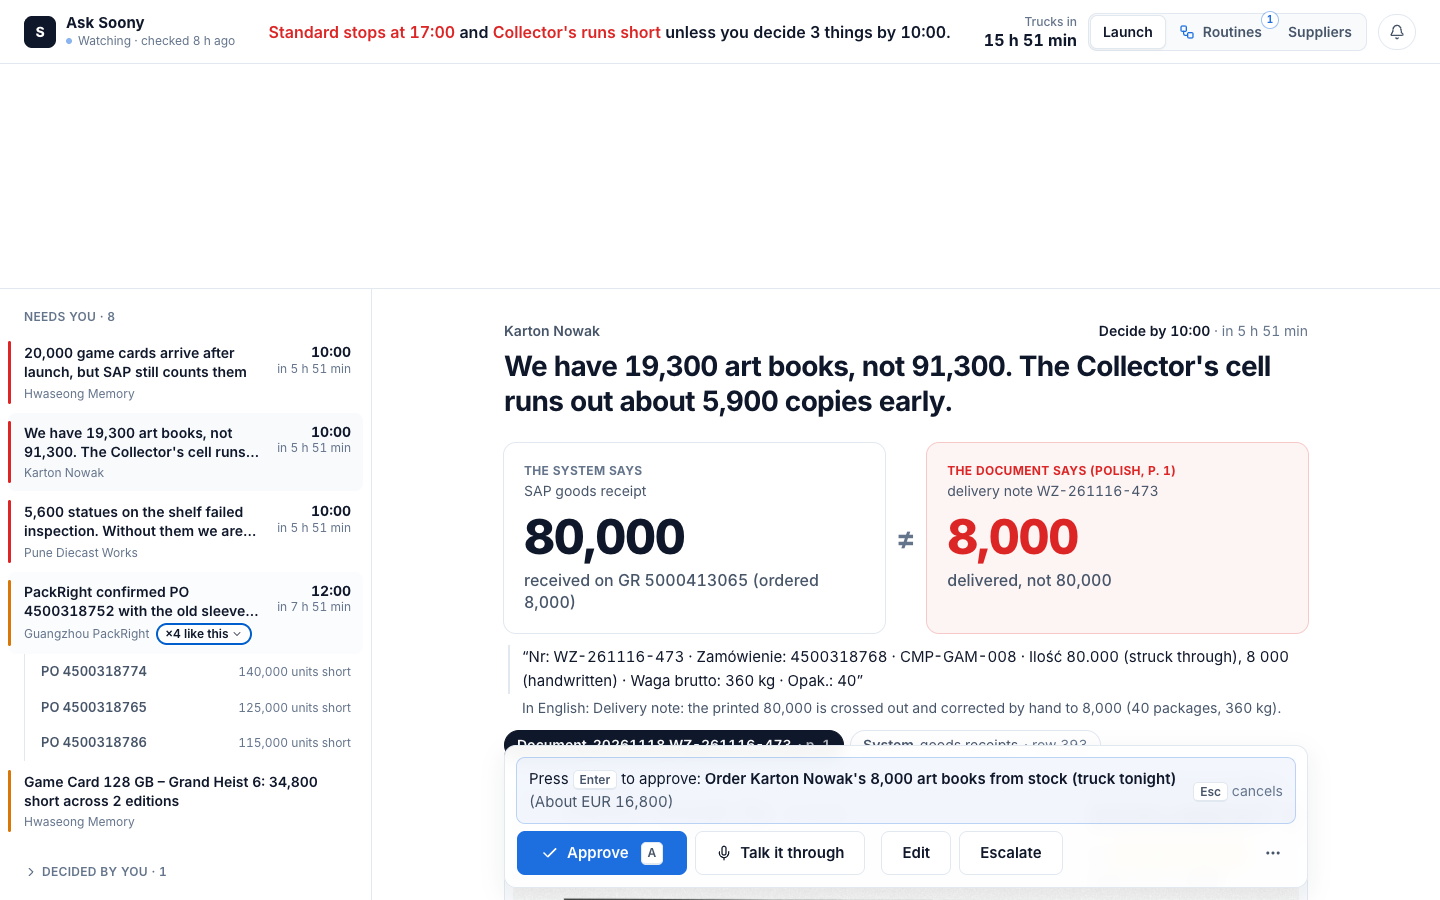 S
Ask Soony
Watching · checked 8 h ago
Standard stops at 17:00 and Collector's runs short unless you decide 3 things by 10:00.
Trucks in
15 h 51 min
Launch
Routines
1
Suppliers
NEEDS YOU · 8
20,000 game cards arrive after
launch, but SAP still counts them
Hwaseong Memory
10:00
in 5 h 51 min
We have 19,300 art books, not
91,300. The Collector's cell runs…
Karton Nowak
10:00
in 5 h 51 min
5,600 statues on the shelf failed
inspection. Without them we are…
Pune Diecast Works
10:00
in 5 h 51 min
PackRight confirmed PO
4500318752 with the old sleeve…
Guangzhou PackRight
×4 like this
12:00
in 7 h 51 min
PO 4500318774 140,000 units short
PO 4500318765 125,000 units short
PO 4500318786 115,000 units short
Game Card 128 GB – Grand Heist 6: 34,800
short across 2 editions
Hwaseong Memory
DECIDED BY YOU · 1
Karton Nowak
Decide by 10:00 · in 5 h 51 min
We have 19,300 art books, not 91,300. The Collector's cell
runs out about 5,900 copies early.
THE SYSTEM SAYS
SAP goods receipt
80,000
received on GR 5000413065 (ordered
8,000)
≠
THE DOCUMENT SAYS (POLISH, P. 1)
delivery note WZ-261116-473
8,000
delivered, not 80,000
“Nr: WZ-261116-473 · Zamówienie: 4500318768 · CMP-GAM-008 · Ilość 80.000 (struck through), 8 000
(handwritten) · Waga brutto: 360 kg · Opak.: 40”
In English: Delivery note: the printed 80,000 is crossed out and corrected by hand to 8,000 (40 packages, 360 kg).
Document 20261118 WZ-261116-473 · p. 1
System goods receipts · row 393
Press Enter to approve: Order Karton Nowak's 8,000 art books from stock (truck tonight)
(About EUR 16,800)
Esc cancels
Approve A
Talk it through
Edit
Escalate